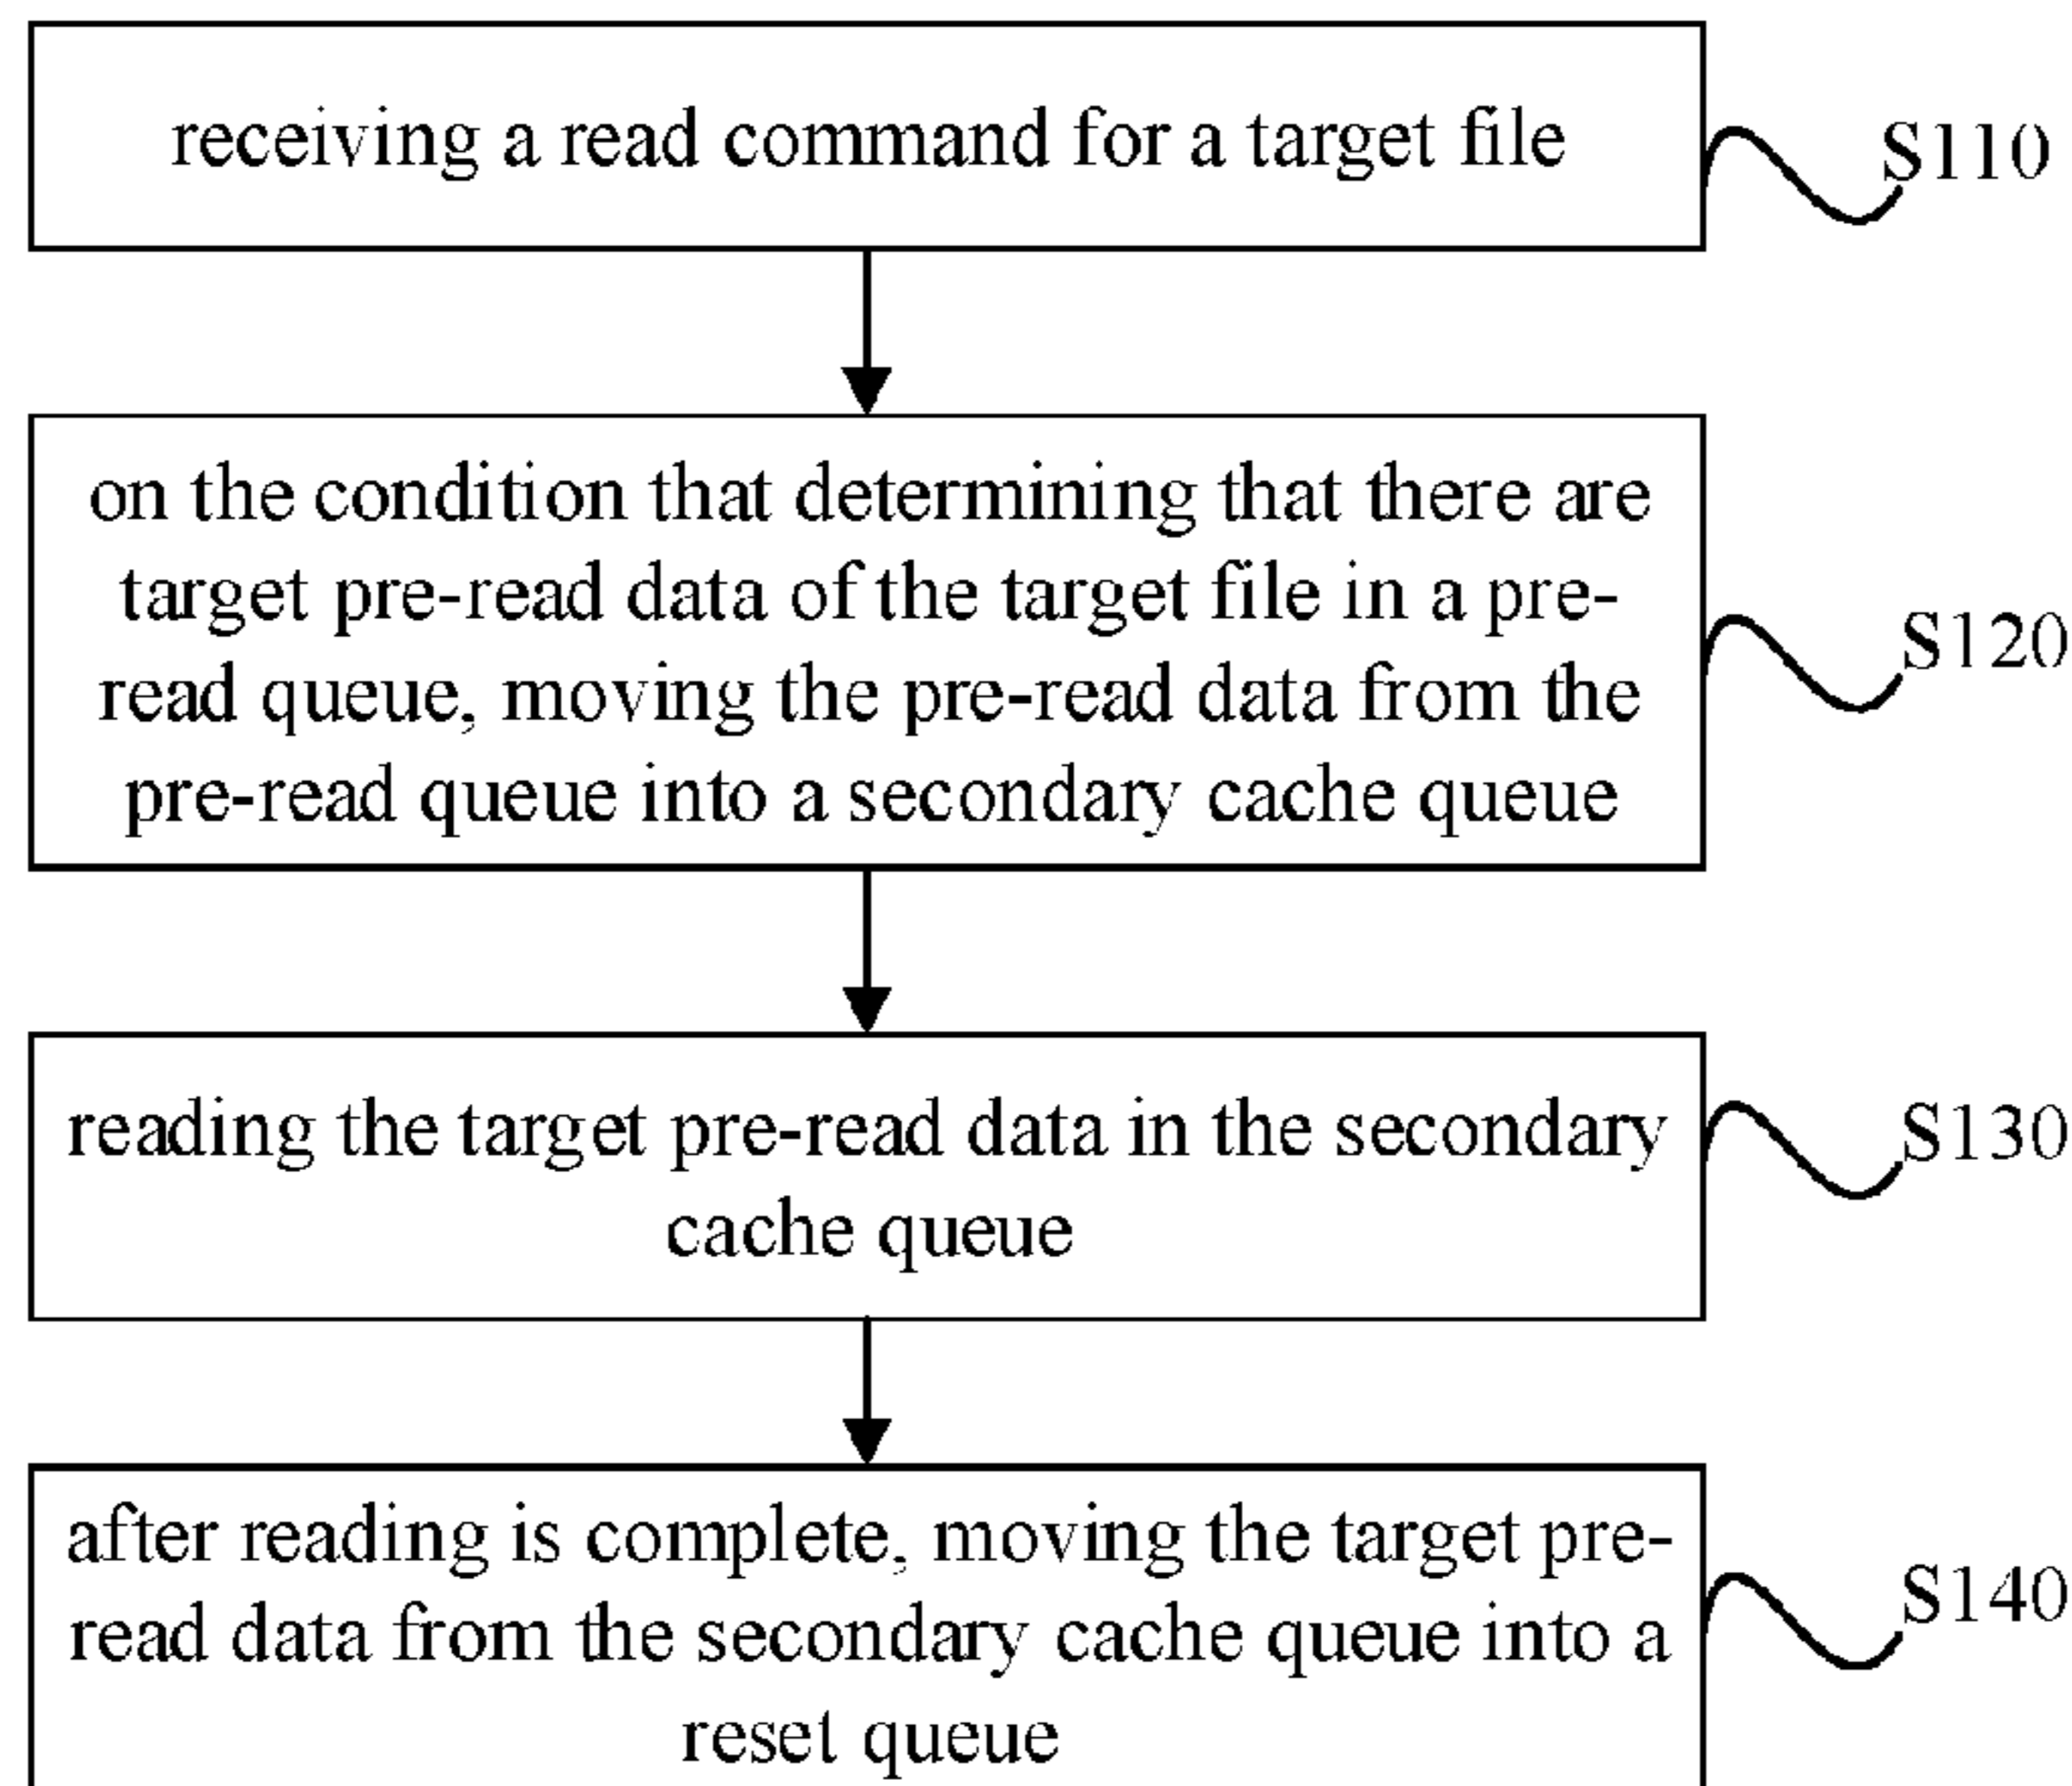 receiving a read command for a target file
S110
on the condition that determining that there are
target pre-read data of the target file in a pre-
read queue, moving the pre-read data from the
pre-read queue into a secondary cache queue
S120
reading the target pre-read data in the secondary
cache queue
S130
after reading is complete, moving the target pre-
read data from the secondary cache queue into a
reset queue
S140